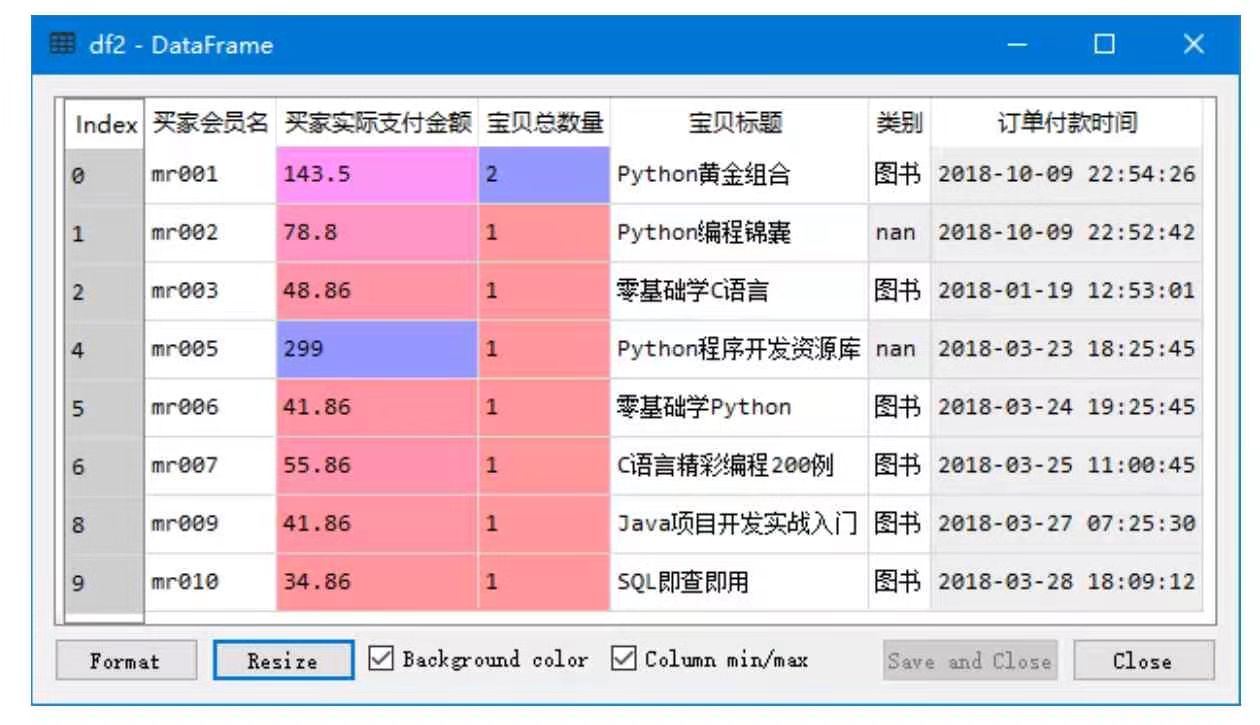 df2 - DataFrame
Index 买家会员名 买家实际支付金额 宝贝总数量 宝贝标题 类别 订单付款时间
0 mr001 143.5 2 Python黄金组合 图书 2018-10-09 22:54:26
1 mr002 78.8 1 Python编程锦囊 nan 2018-10-09 22:52:42
2 mr003 48.86 1 零基础学C语言 图书 2018-01-19 12:53:01
4 mr005 299 1 Python程序开发资源库 nan 2018-03-23 18:25:45
5 mr006 41.86 1 零基础学Python 图书 2018-03-24 19:25:45
6 mr007 55.86 1 C语言精彩编程200例 图书 2018-03-25 11:00:45
8 mr009 41.86 1 Java项目开发实战入门 图书 2018-03-27 07:25:30
9 mr010 34.86 1 SQL即查即用 图书 2018-03-28 18:09:12
Format Resize Background color Column min/max Save and Close Close